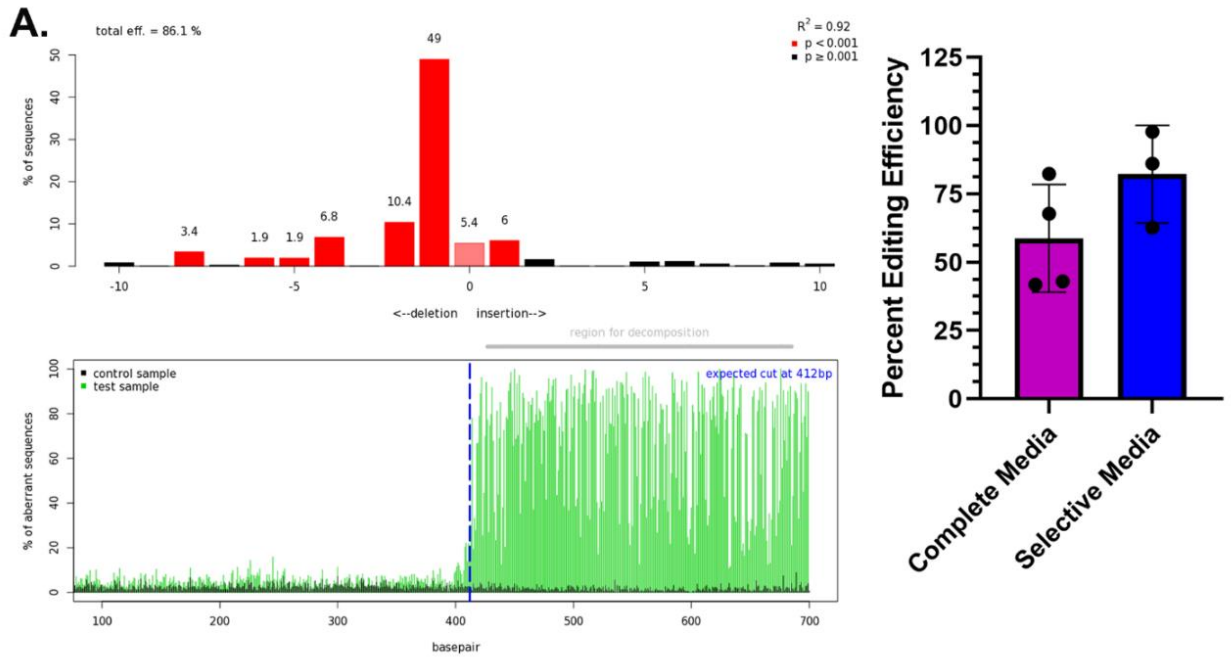 A.
total eff. = 86.1 %
R² = 0.92
p < 0.001
p ≥ 0.001
% of sequences
50
40
30
20
10
0
3.4
1.9
1.9
6.8
10.4
49
5.4
6
-10
-5
0
5
10
<--deletion insertion-->
region for decomposition
control sample
test sample
expected cut at 412bp
% of aberrant sequences
100
80
60
40
20
0
100
200
300
400
500
600
700
basepair
Percent Editing Efficiency
125
100
75
50
25
0
Complete Media
Selective Media